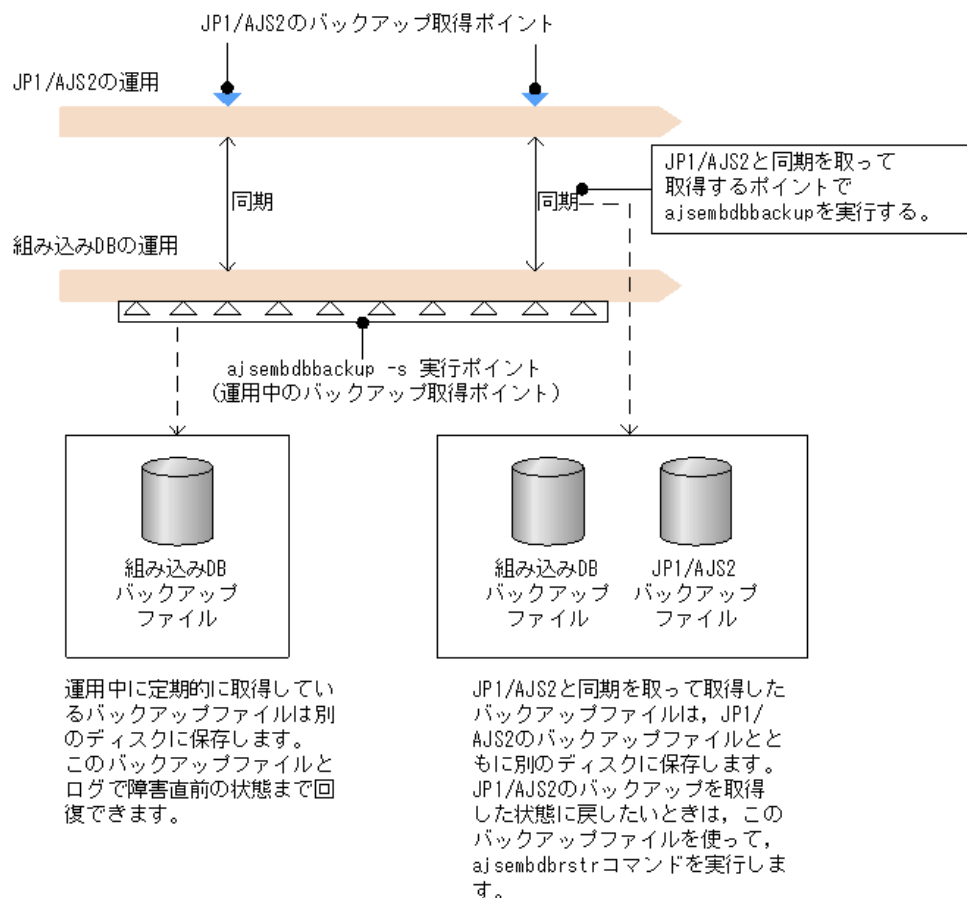 JP1/AJS2のバックアップ取得ポイント
JP1/AJS2の運用
JP1/AJS2と同期を取って
取得するポイントで
ajsembdbbackupを実行する。
同期
同期
組み込みDBの運用
ajsembdbbackup -s 実行ポイント
(運用中のバックアップ取得ポイント)
組み込みDB
バックアップ
ファイル
組み込みDB
バックアップ
ファイル
JP1/AJS2
バックアップ
ファイル
運用中に定期的に取得してい
るバックアップファイルは別
のディスクに保存します。
このバックアップファイルと
ログで障害直前の状態まで回
復できます。
JP1/AJS2と同期を取って取得した
バックアップファイルは，JP1/
AJS2のバックアップファイルとと
もに別のディスクに保存します。
JP1/AJS2のバックアップを取得
した状態に戻したいときは，この
バックアップファイルを使って，
ajsembdbrstrコマンドを実行しま
す。